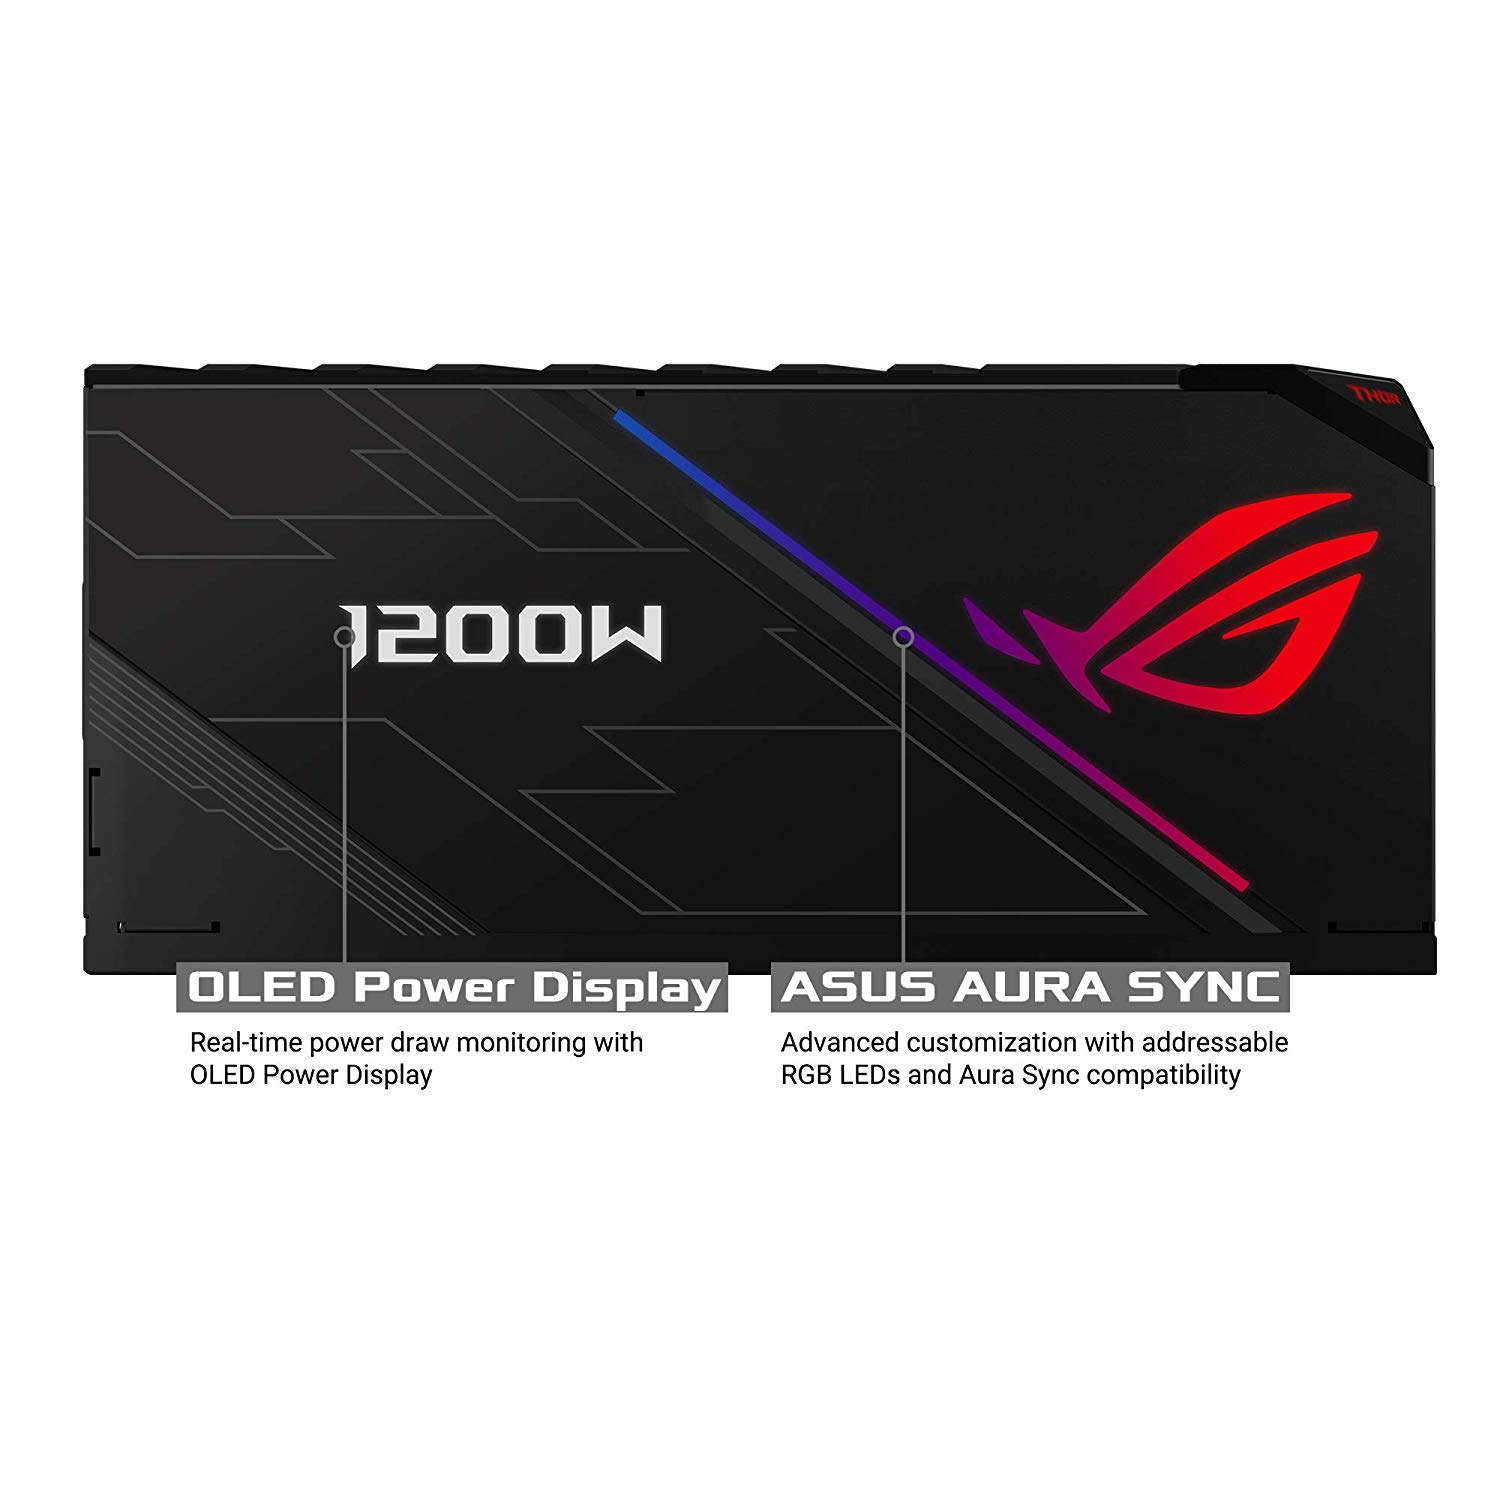 THOR
1200W
OLED Power Display
Real-time power draw monitoring with
OLED Power Display
ASUS AURA SYNC
Advanced customization with addressable
RGB LEDs and Aura Sync compatibility